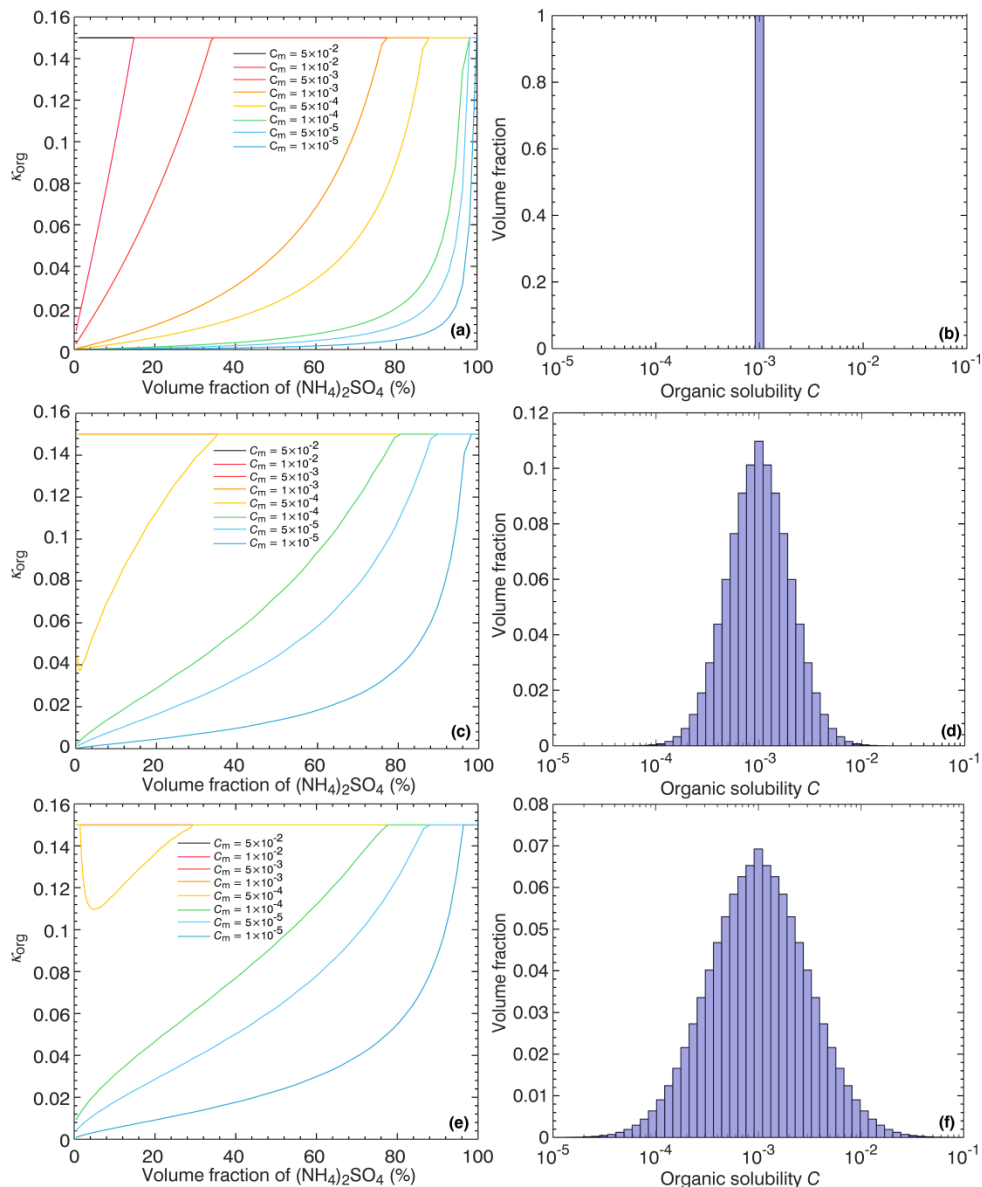 0.16
0.14
0.12
0.1
0.08
0.06
0.04
0.02
0
κorg
Cm = 5×10-2
Cm = 1×10-2
Cm = 5×10-3
Cm = 1×10-3
Cm = 5×10-4
Cm = 1×10-4
Cm = 5×10-5
Cm = 1×10-5
(a)
0 20 40 60 80 100
Volume fraction of (NH4)2SO4 (%)
1
0.8
0.6
0.4
0.2
0
Volume fraction
(b)
10-5 10-4 10-3 10-2 10-1
Organic solubility C
0.16
0.14
0.12
0.1
0.08
0.06
0.04
0.02
0
κorg
Cm = 5×10-2
Cm = 1×10-2
Cm = 5×10-3
Cm = 1×10-3
Cm = 5×10-4
Cm = 1×10-4
Cm = 5×10-5
Cm = 1×10-5
(c)
0 20 40 60 80 100
Volume fraction of (NH4)2SO4 (%)
0.12
0.1
0.08
0.06
0.04
0.02
0
Volume fraction
(d)
10-5 10-4 10-3 10-2 10-1
Organic solubility C
0.16
0.14
0.12
0.1
0.08
0.06
0.04
0.02
0
κorg
Cm = 5×10-2
Cm = 1×10-2
Cm = 5×10-3
Cm = 1×10-3
Cm = 5×10-4
Cm = 1×10-4
Cm = 5×10-5
Cm = 1×10-5
(e)
0 20 40 60 80 100
Volume fraction of (NH4)2SO4 (%)
0.08
0.07
0.06
0.05
0.04
0.03
0.02
0.01
0
Volume fraction
(f)
10-5 10-4 10-3 10-2 10-1
Organic solubility C